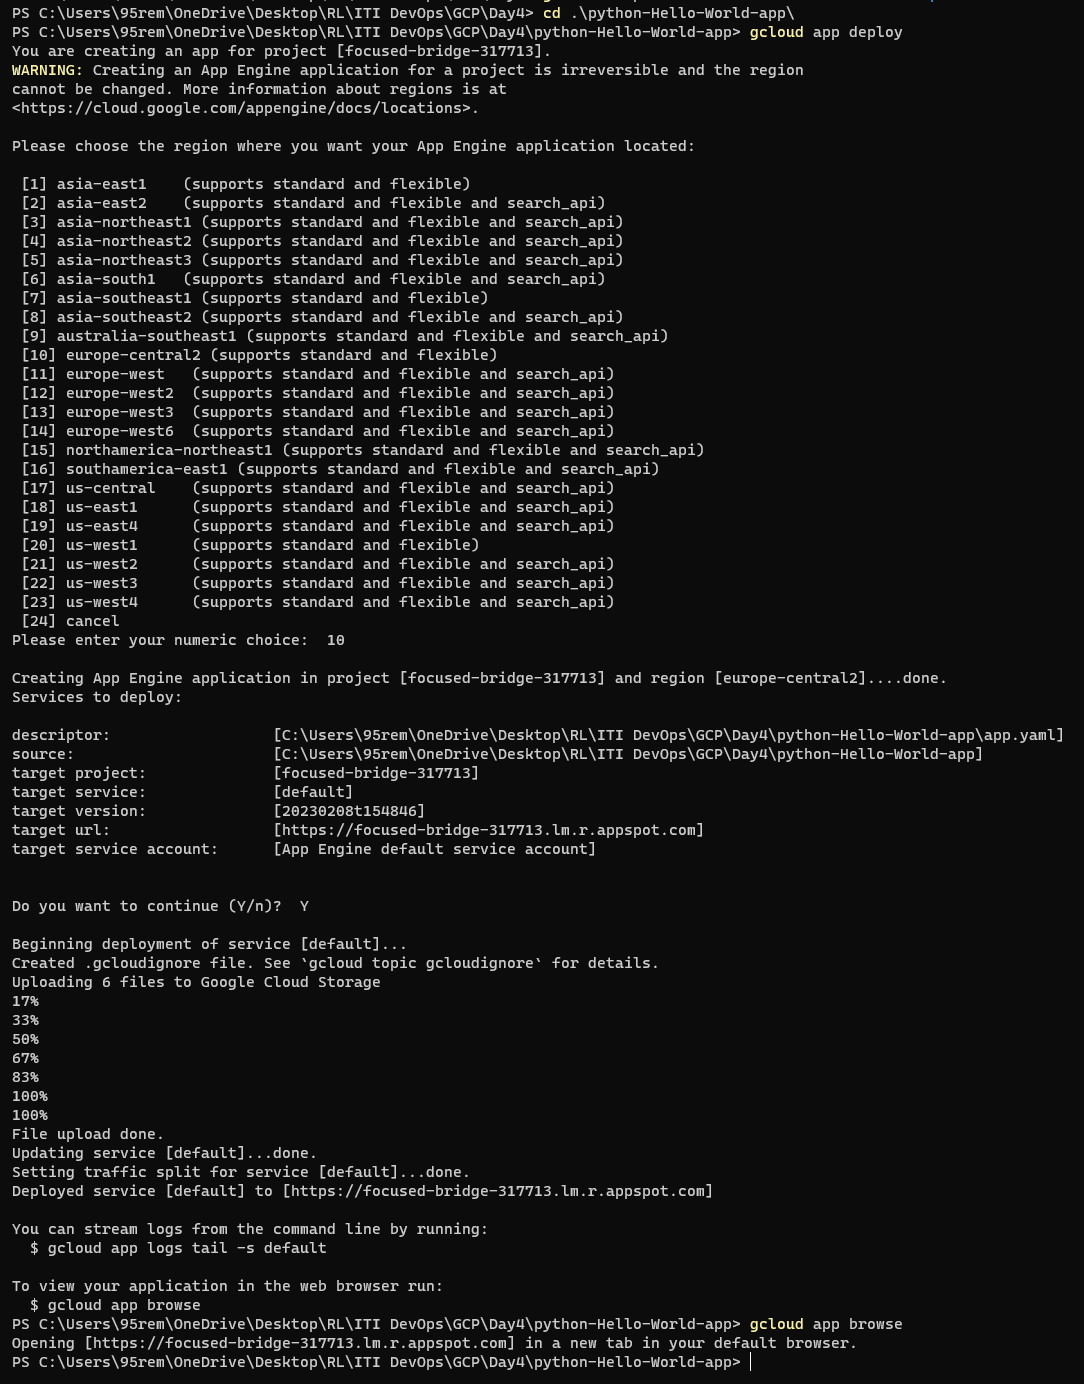 PS C:\Users\95rem\OneDrive\Desktop\RL\ITI DevOps\GCP\Day4> cd .\python-Hello-World-app\
PS C:\Users\95rem\OneDrive\Desktop\RL\ITI DevOps\GCP\Day4\python-Hello-World-app> gcloud app deploy
You are creating an app for project [focused-bridge-317713].
WARNING: Creating an App Engine application for a project is irreversible and the region
cannot be changed. More information about regions is at
<https://cloud.google.com/appengine/docs/locations>.

Please choose the region where you want your App Engine application located:

 [1] asia-east1    (supports standard and flexible)
 [2] asia-east2    (supports standard and flexible and search_api)
 [3] asia-northeast1 (supports standard and flexible and search_api)
 [4] asia-northeast2 (supports standard and flexible and search_api)
 [5] asia-northeast3 (supports standard and flexible and search_api)
 [6] asia-south1   (supports standard and flexible and search_api)
 [7] asia-southeast1 (supports standard and flexible)
 [8] asia-southeast2 (supports standard and flexible and search_api)
 [9] australia-southeast1 (supports standard and flexible and search_api)
 [10] europe-central2 (supports standard and flexible)
 [11] europe-west   (supports standard and flexible and search_api)
 [12] europe-west2  (supports standard and flexible and search_api)
 [13] europe-west3  (supports standard and flexible and search_api)
 [14] europe-west6  (supports standard and flexible and search_api)
 [15] northamerica-northeast1 (supports standard and flexible and search_api)
 [16] southamerica-east1 (supports standard and flexible and search_api)
 [17] us-central    (supports standard and flexible and search_api)
 [18] us-east1      (supports standard and flexible and search_api)
 [19] us-east4      (supports standard and flexible and search_api)
 [20] us-west1      (supports standard and flexible)
 [21] us-west2      (supports standard and flexible and search_api)
 [22] us-west3      (supports standard and flexible and search_api)
 [23] us-west4      (supports standard and flexible and search_api)
 [24] cancel
Please enter your numeric choice:  10

Creating App Engine application in project [focused-bridge-317713] and region [europe-central2]....done.
Services to deploy:

descriptor:                  [C:\Users\95rem\OneDrive\Desktop\RL\ITI DevOps\GCP\Day4\python-Hello-World-app\app.yaml]
source:                      [C:\Users\95rem\OneDrive\Desktop\RL\ITI DevOps\GCP\Day4\python-Hello-World-app]
target project:              [focused-bridge-317713]
target service:              [default]
target version:              [20230208t154846]
target url:                  [https://focused-bridge-317713.lm.r.appspot.com]
target service account:      [App Engine default service account]

Do you want to continue (Y/n)?  Y

Beginning deployment of service [default]...
Created .gcloudignore file. See `gcloud topic gcloudignore` for details.
Uploading 6 files to Google Cloud Storage
17%
33%
50%
67%
83%
100%
100%
File upload done.
Updating service [default]...done.
Setting traffic split for service [default]...done.
Deployed service [default] to [https://focused-bridge-317713.lm.r.appspot.com]

You can stream logs from the command line by running:
  $ gcloud app logs tail -s default

To view your application in the web browser run:
  $ gcloud app browse
PS C:\Users\95rem\OneDrive\Desktop\RL\ITI DevOps\GCP\Day4\python-Hello-World-app> gcloud app browse
Opening [https://focused-bridge-317713.lm.r.appspot.com] in a new tab in your default browser.
PS C:\Users\95rem\OneDrive\Desktop\RL\ITI DevOps\GCP\Day4\python-Hello-World-app>